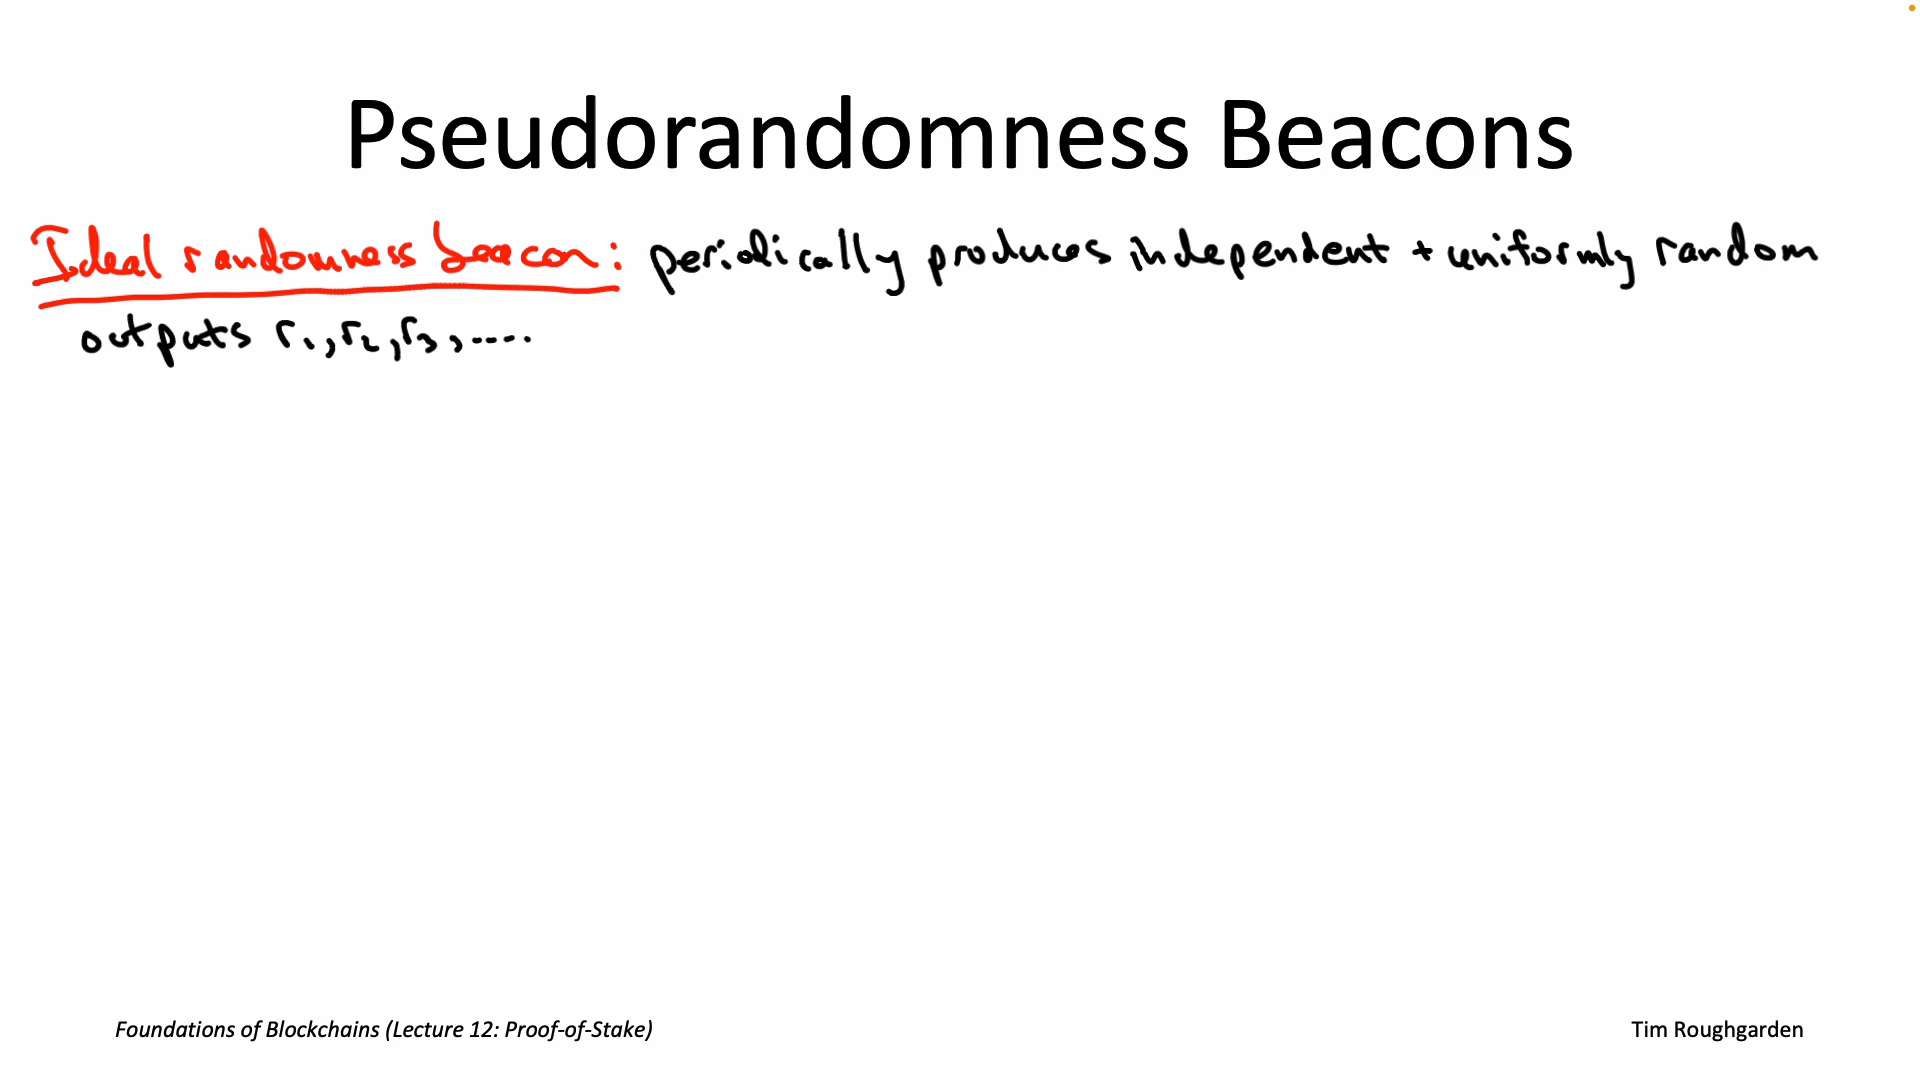 Pseudorandomness Beacons
Ideal randomness beacon: periodically produces independent + uniformly random
outputs r1, r2, r3, ....
Foundations of Blockchains (Lecture 12: Proof-of-Stake)
Tim Roughgarden